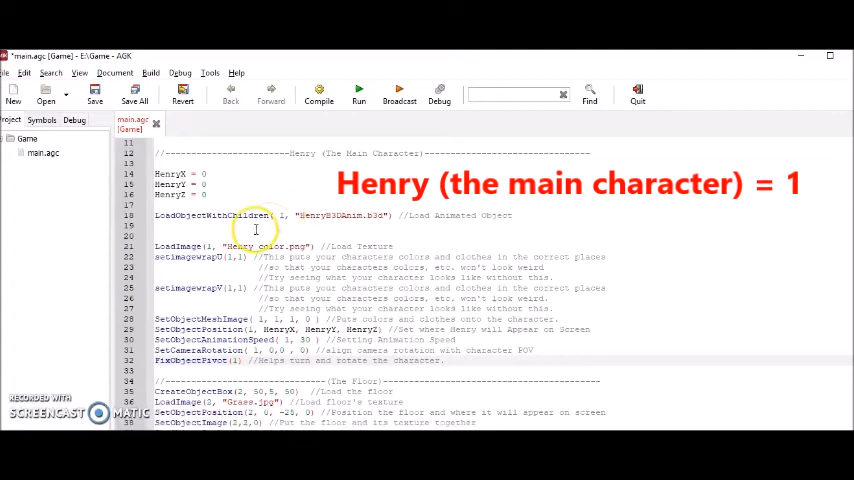 *main.agc [Game] - E:\Game - AGK
File Edit Search View Document Build Debug Tools Help
New Open Save Save All Revert Back Forward Compile Run Broadcast Debug Find Quit
Project Symbols Debug
main.agc
[Game]
Game
main.agc
11
12 //------------------------Henry (The Main Character)--------------------------------
13
14 HenryX = 0
15 HenryY = 0
16 HenryZ = 0
Henry (the main character) = 1
17
18 LoadObjectWithChildren( 1, "HenryB3DAnim.b3d") //Load Animated Object
19
20
21 LoadImage(1, "Henry_color.png") //Load Texture
22 setimagewrapU(1,1) //This puts your characters colors and clothes in the correct places
23 //so that your characters colors, etc. won't look weird
24 //Try seeing what your character looks like without this.
25 setimagewrapV(1,1) //This puts your characters colors and clothes in the correct places
26 //so that your characters colors, etc. won't look weird.
27 //Try seeing what your character looks like without this.
28 SetObjectMeshImage( 1, 1, 1, 0 ) //Puts colors and clothes onto the character.
29 SetObjectPosition(1, HenryX, HenryY, HenryZ) //Set where Henry will Appear on Screen
30 SetObjectAnimationSpeed( 1, 30 ) //Setting Animation Speed
31 SetCameraRotation( 1, 0,0 , 0) //align camera rotation with character POV
32 FixObjectPivot(1) //Helps turn and rotate the character.
33
34 //-------------------------------(The Floor)-----------------------------------
35 CreateObjectBox(2, 50,5, 50) //Load the floor
36 LoadImage(2, "Grass.jpg") //Load floor's texture
37 SetObjectPosition(2, 0, -25, 0) //Position the floor and where it will appear on screen
38 SetObjectImage(2,2,0) //Put the floor and its texture together
RECORDED WITH
SCREENCAST MATIC